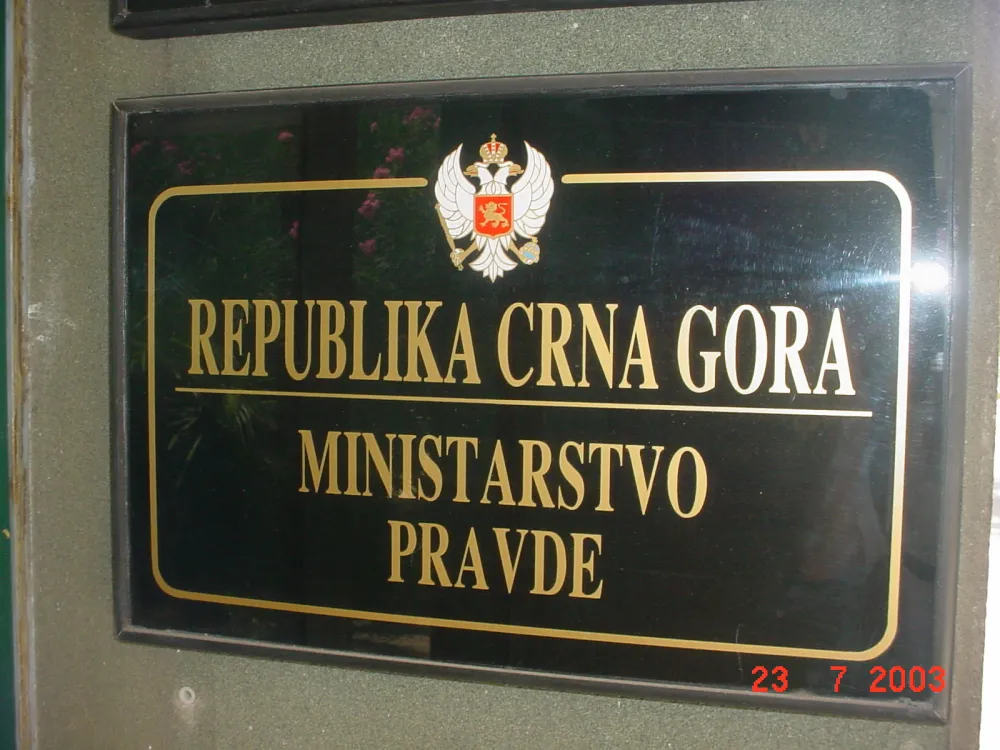 REPUBLIKA CRNA GORA
MINISTARSTVO
PRAVDE
23 7 2003